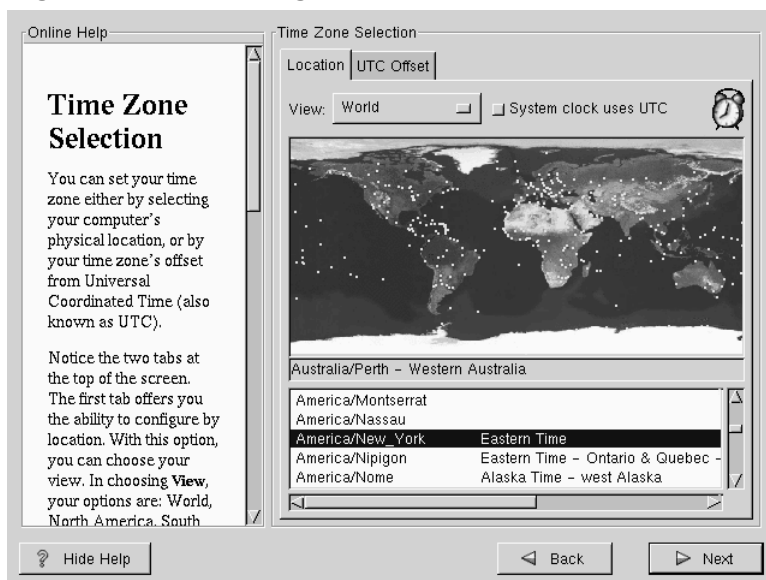 Online Help
Time Zone
Selection
You can set your time
zone either by selecting
your computer's
physical location, or by
your time zone's offset
from Universal
Coordinated Time (also
known as UTC).
Notice the two tabs at
the top of the screen.
The first tab offers you
the ability to configure by
location. With this option,
you can choose your
view. In choosing View,
your options are: World,
North America, South
Time Zone Selection
Location UTC Offset
View: World System clock uses UTC
Australia/Perth - Western Australia
America/Montserrat
America/Nassau
America/New_York Eastern Time
America/Nipigon Eastern Time - Ontario & Quebec -
America/Nome Alaska Time - west Alaska
? Hide Help Back Next